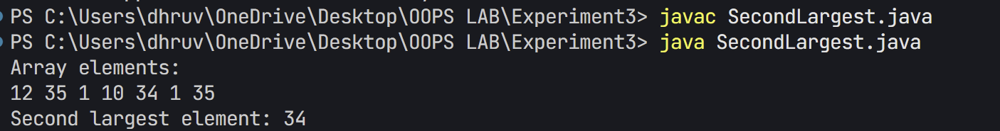 PS C:\Users\dhruv\OneDrive\Desktop\OOPS LAB\Experiment3> javac SecondLargest.java
PS C:\Users\dhruv\OneDrive\Desktop\OOPS LAB\Experiment3> java SecondLargest.java
Array elements:
12 35 1 10 34 1 35
Second largest element: 34